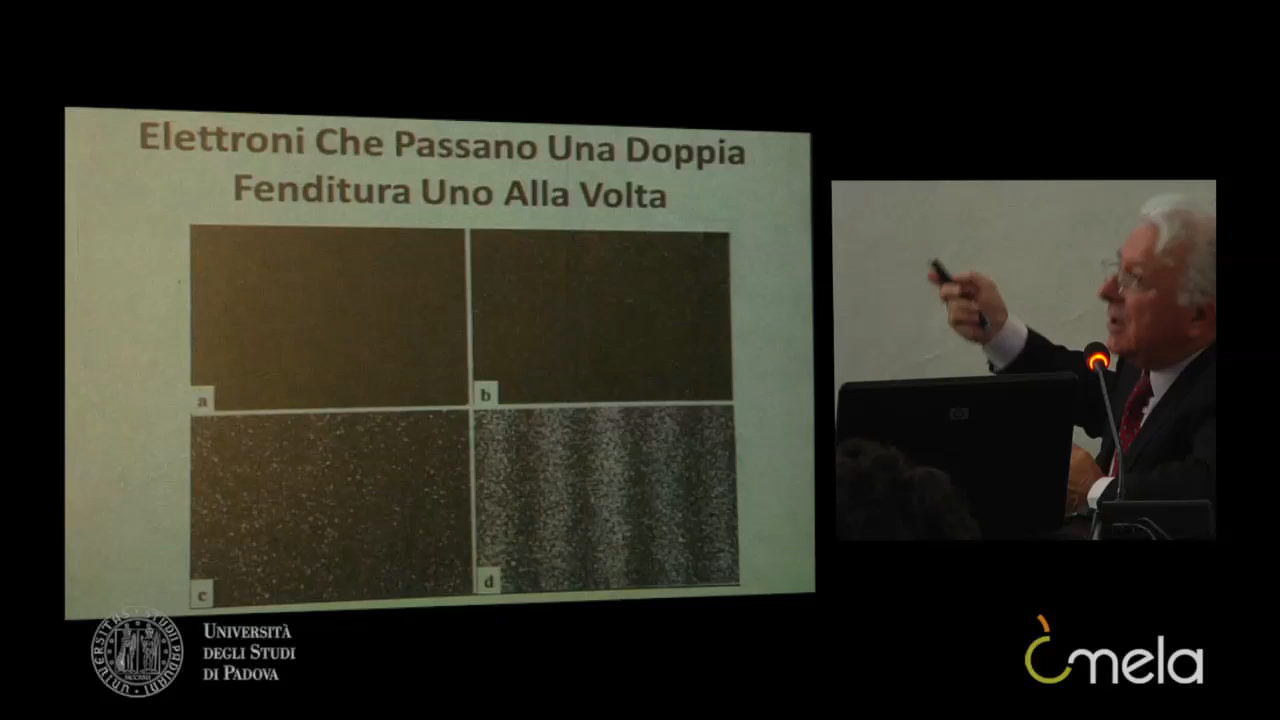 Elettroni Che Passano Una Doppia
Fenditura Uno Alla Volta
a
b
c
d
UNIVERSITÀ
DEGLI STUDI
DI PADOVA
mela